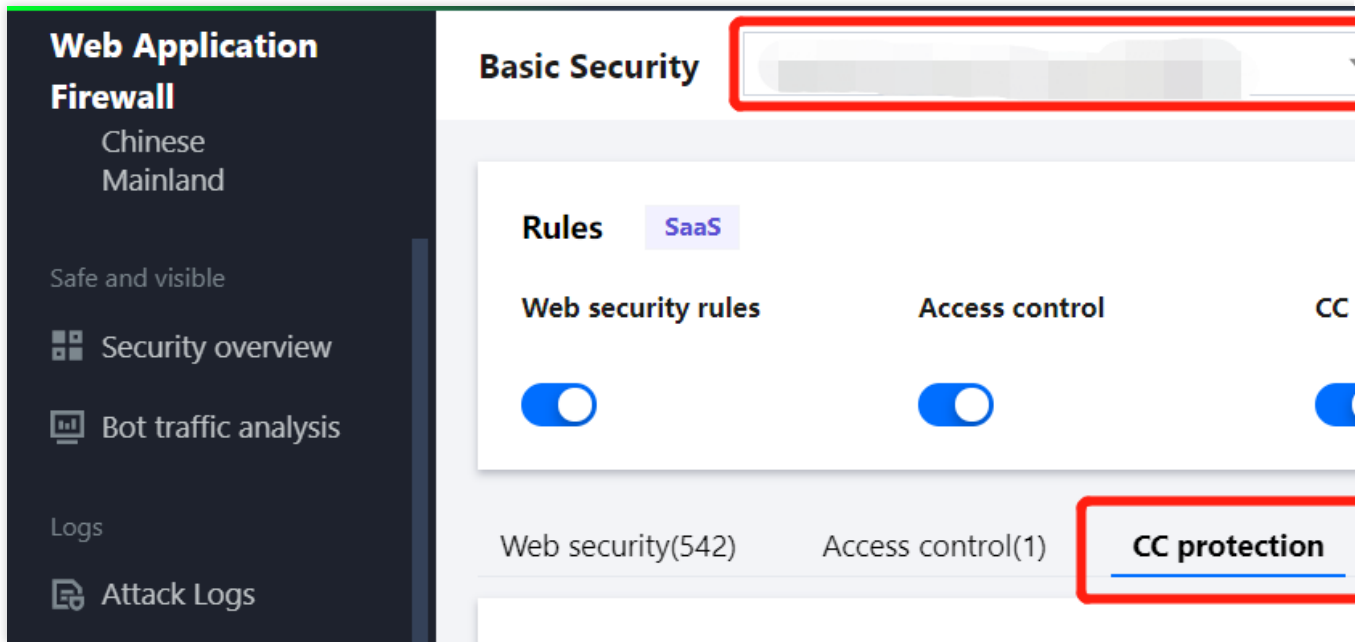 Web Application
Firewall
Chinese
Mainland
Safe and visible
Security overview
Bot traffic analysis
Logs
Attack Logs
Basic Security
Rules SaaS
Web security rules Access control CC
Web security(542) Access control(1) CC protection